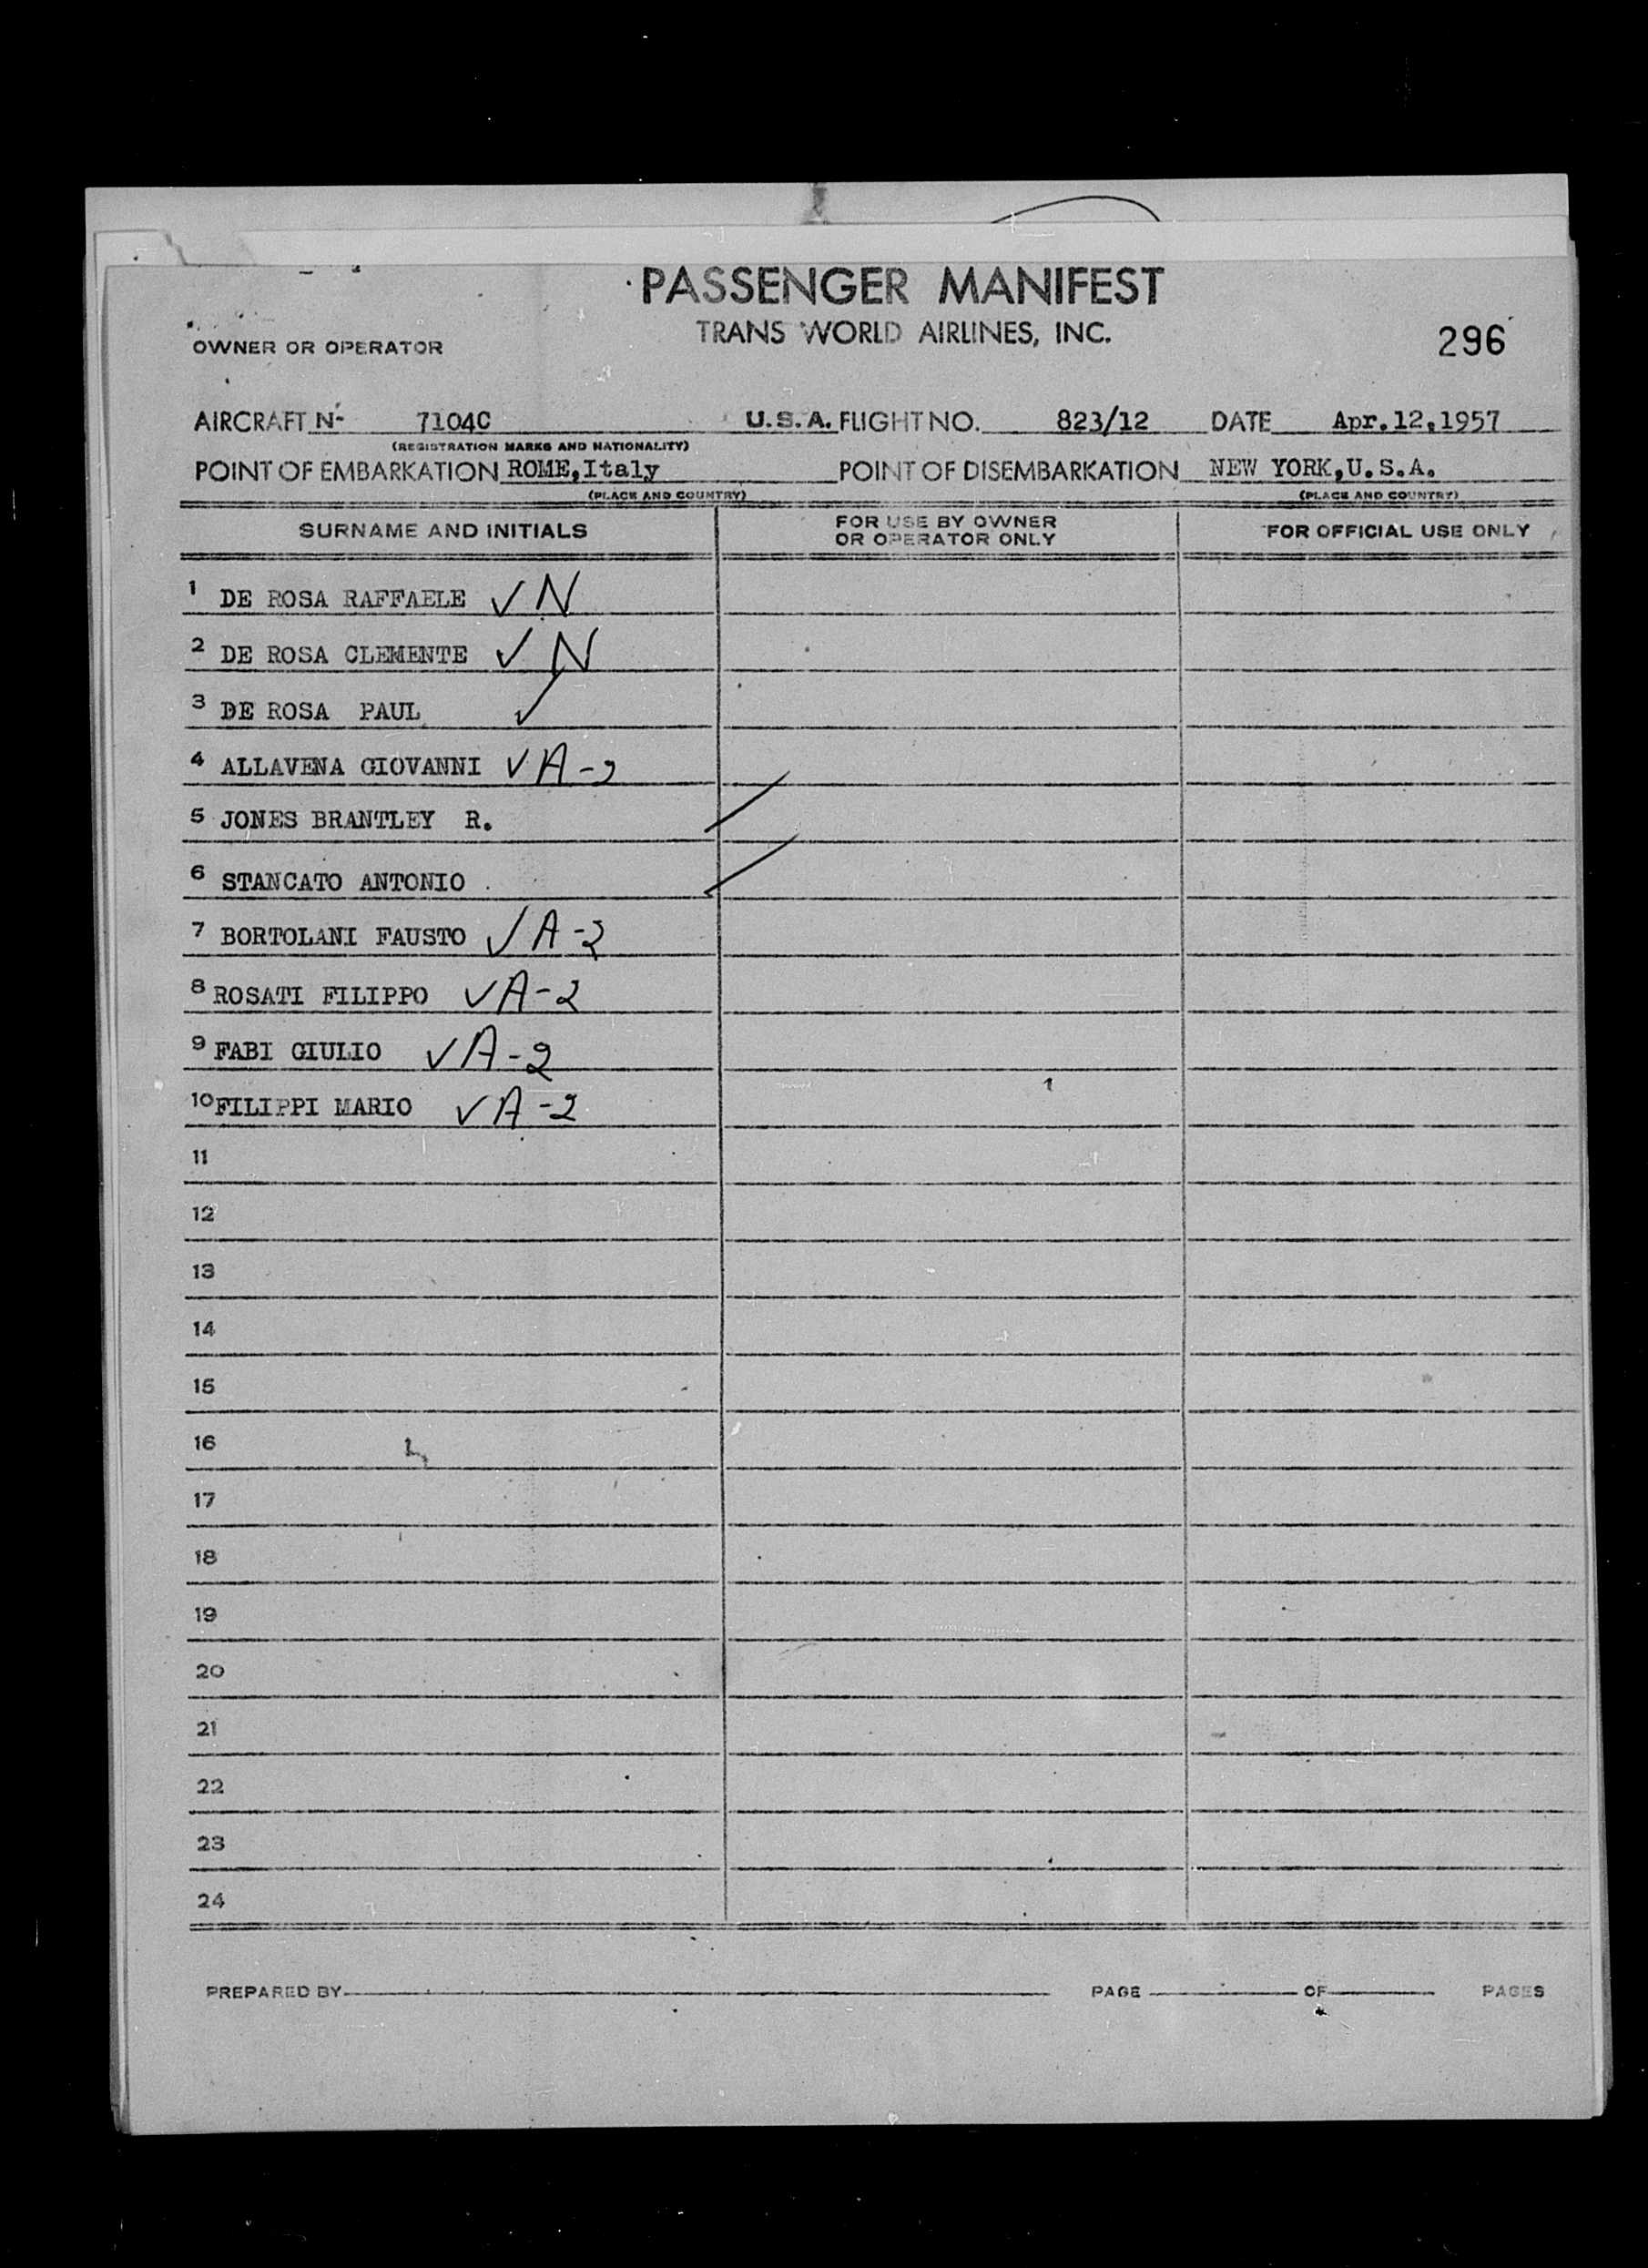 PASSENGER MANIFEST
TRANS WORLD AIRLINES, INC.
OWNER OR OPERATOR
296
AIRCRAFT N- 7104C U.S.A. FLIGHT NO. 823/12 DATE Apr.12,1957
(REGISTRATION MARKS AND NATIONALITY)
POINT OF EMBARKATION ROME,Italy POINT OF DISEMBARKATION NEW YORK,U.S.A.
(PLACE AND COUNTRY) (PLACE AND COUNTRY)
SURNAME AND INITIALS FOR USE BY OWNER OR OPERATOR ONLY FOR OFFICIAL USE ONLY
1 DE ROSA RAFFAELE ✓ N
2 DE ROSA CLEMENTE ✓ N
3 DE ROSA PAUL ✓
4 ALLAVENA GIOVANNI ✓ A-2
5 JONES BRANTLEY R.
6 STANCATO ANTONIO
7 BORTOLANI FAUSTO ✓ A-2
8 ROSATI FILIPPO ✓ A-2
9 FABI GIULIO ✓ A-2
10 FILIPPI MARIO ✓ A-2
11
12
13
14
15
16
17
18
19
20
21
22
23
24
PREPARED BY PAGE OF PAGES